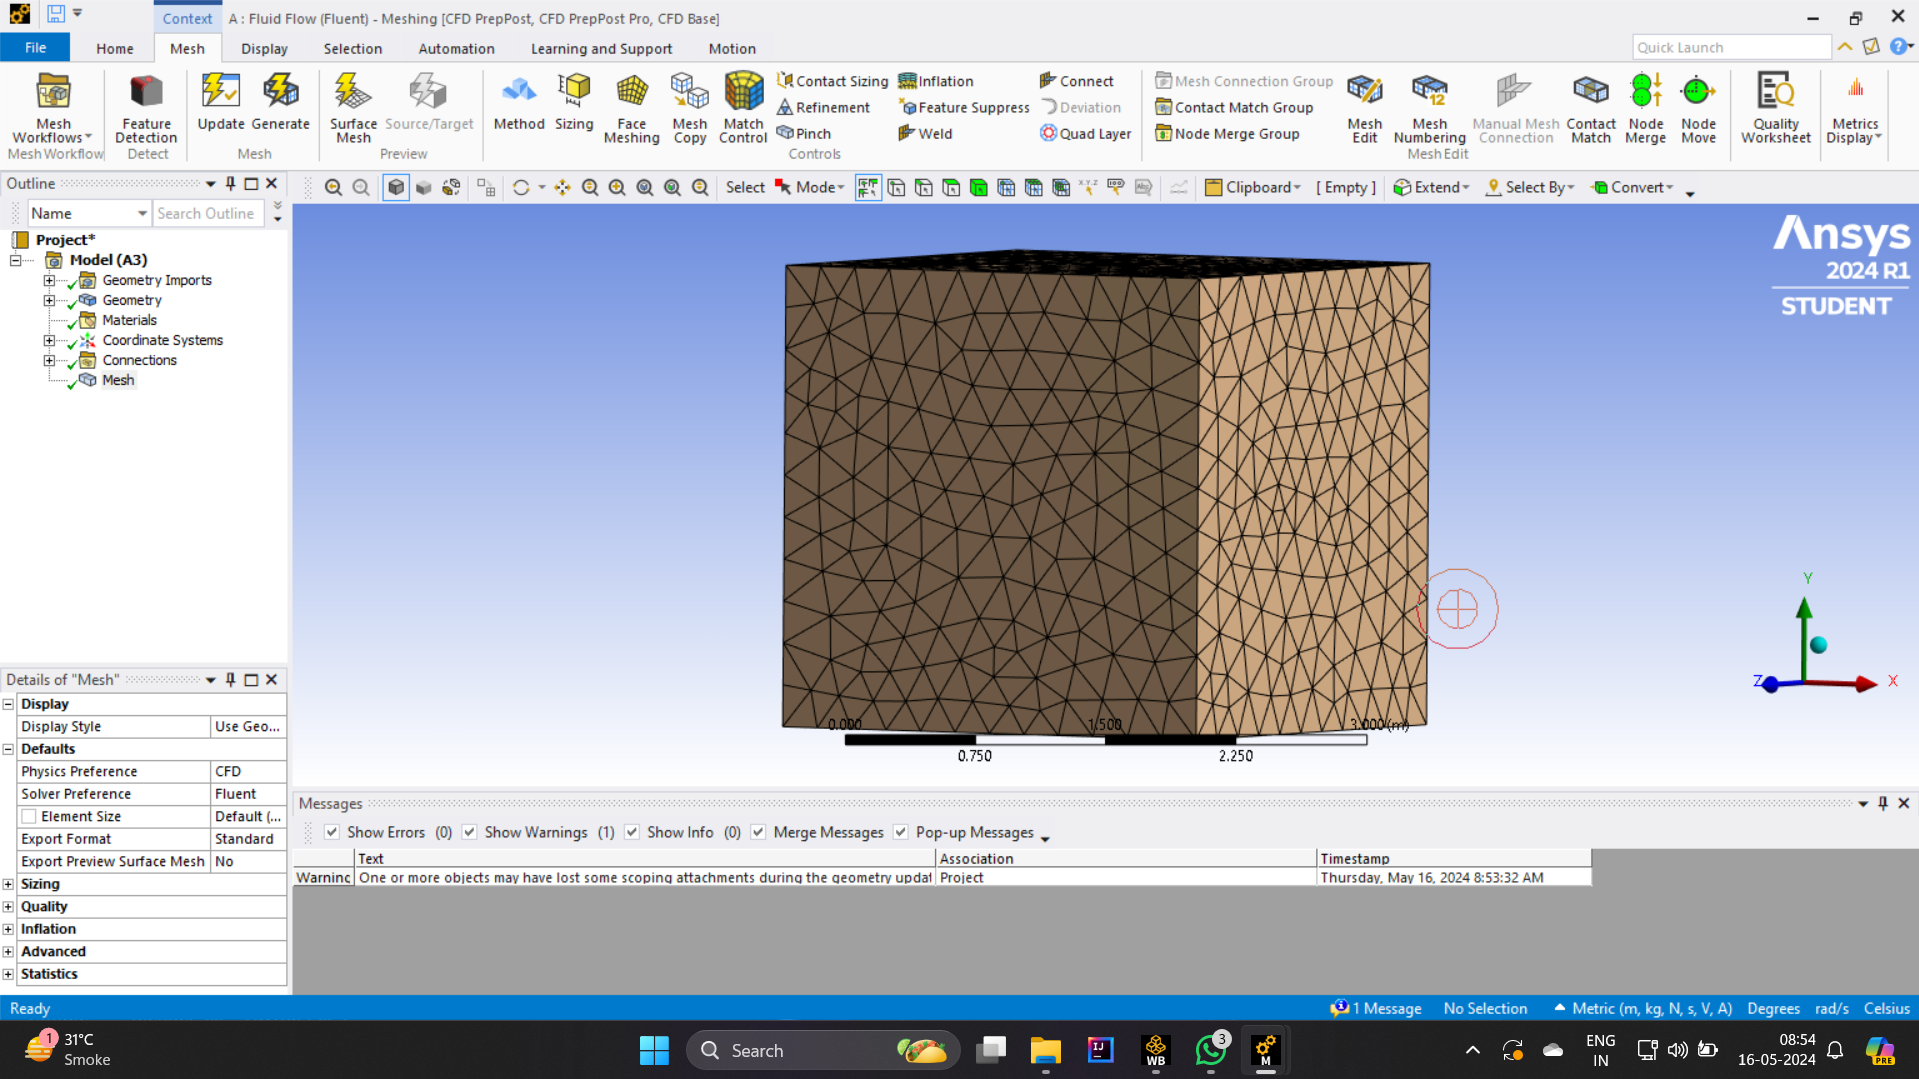 Context
A : Fluid Flow (Fluent) - Meshing [CFD PrepPost, CFD PrepPost Pro, CFD Base]
File
Home
Mesh
Display
Selection
Automation
Learning and Support
Motion
Quick Launch
Mesh Workflows
Feature Detection
Update
Generate
Surface Mesh
Source/Target
Method
Sizing
Face Meshing
Mesh Copy
Match Control
Contact Sizing
Refinement
Pinch
Inflation
Feature Suppress
Weld
Connect
Deviation
Quad Layer
Mesh Connection Group
Contact Match Group
Node Merge Group
Mesh Edit
Mesh Numbering
Manual Mesh Connection
Contact Match
Node Merge
Node Move
Quality Worksheet
Metrics Display
Mesh Workflow
Detect
Mesh
Preview
Controls
Mesh Edit
Outline
Select
Mode
Clipboard
[ Empty ]
Extend
Select By
Convert
Name
Search Outline
Project*
Model (A3)
Geometry Imports
Geometry
Materials
Coordinate Systems
Connections
Mesh
Ansys
2024 R1
STUDENT
Y
Z
X
0.000
1.500
3.000 (m)
0.750
2.250
Details of "Mesh"
Display
Display Style Use Geo...
Defaults
Physics Preference CFD
Solver Preference Fluent
Element Size Default (...
Export Format Standard
Export Preview Surface Mesh No
Sizing
Quality
Inflation
Advanced
Statistics
Messages
Show Errors (0) Show Warnings (1) Show Info (0) Merge Messages Pop-up Messages
Text Association Timestamp
Warning One or more objects may have lost some scoping attachments during the geometry updat Project Thursday, May 16, 2024 8:53:32 AM
Ready
1 Message
No Selection
Metric (m, kg, N, s, V, A)
Degrees
rad/s
Celsius
1
31°C
Smoke
Search
IJ
WB
3
M
ENG
IN
08:54
16-05-2024
PRE